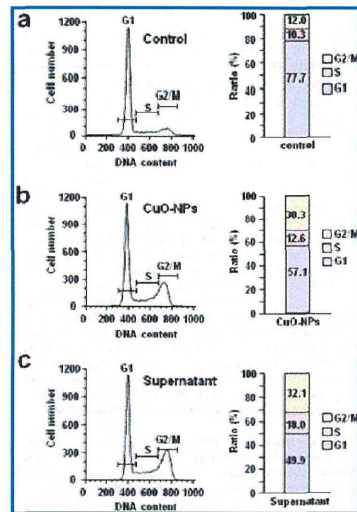 a
G1
Control
S
G2/M
Cell number
1200
900
600
300
0
0 200 400 600 800 1000
DNA content
Ratio (%)
100
80
60
40
20
0
12.0
10.3
77.7
control
G2/M
S
G1
b
G1
CuO-NPs
S
G2/M
Cell number
1200
900
600
300
0
0 200 400 600 800 1000
DNA content
Ratio (%)
100
80
60
40
20
0
30.3
12.6
57.1
CuO-NPs
G2/M
S
G1
c
G1
Supernatant
S
G2/M
Cell number
1200
900
600
300
0
0 200 400 600 800 1000
DNA content
Ratio (%)
100
80
60
40
20
0
32.1
18.0
49.9
Supernatant
G2/M
S
G1